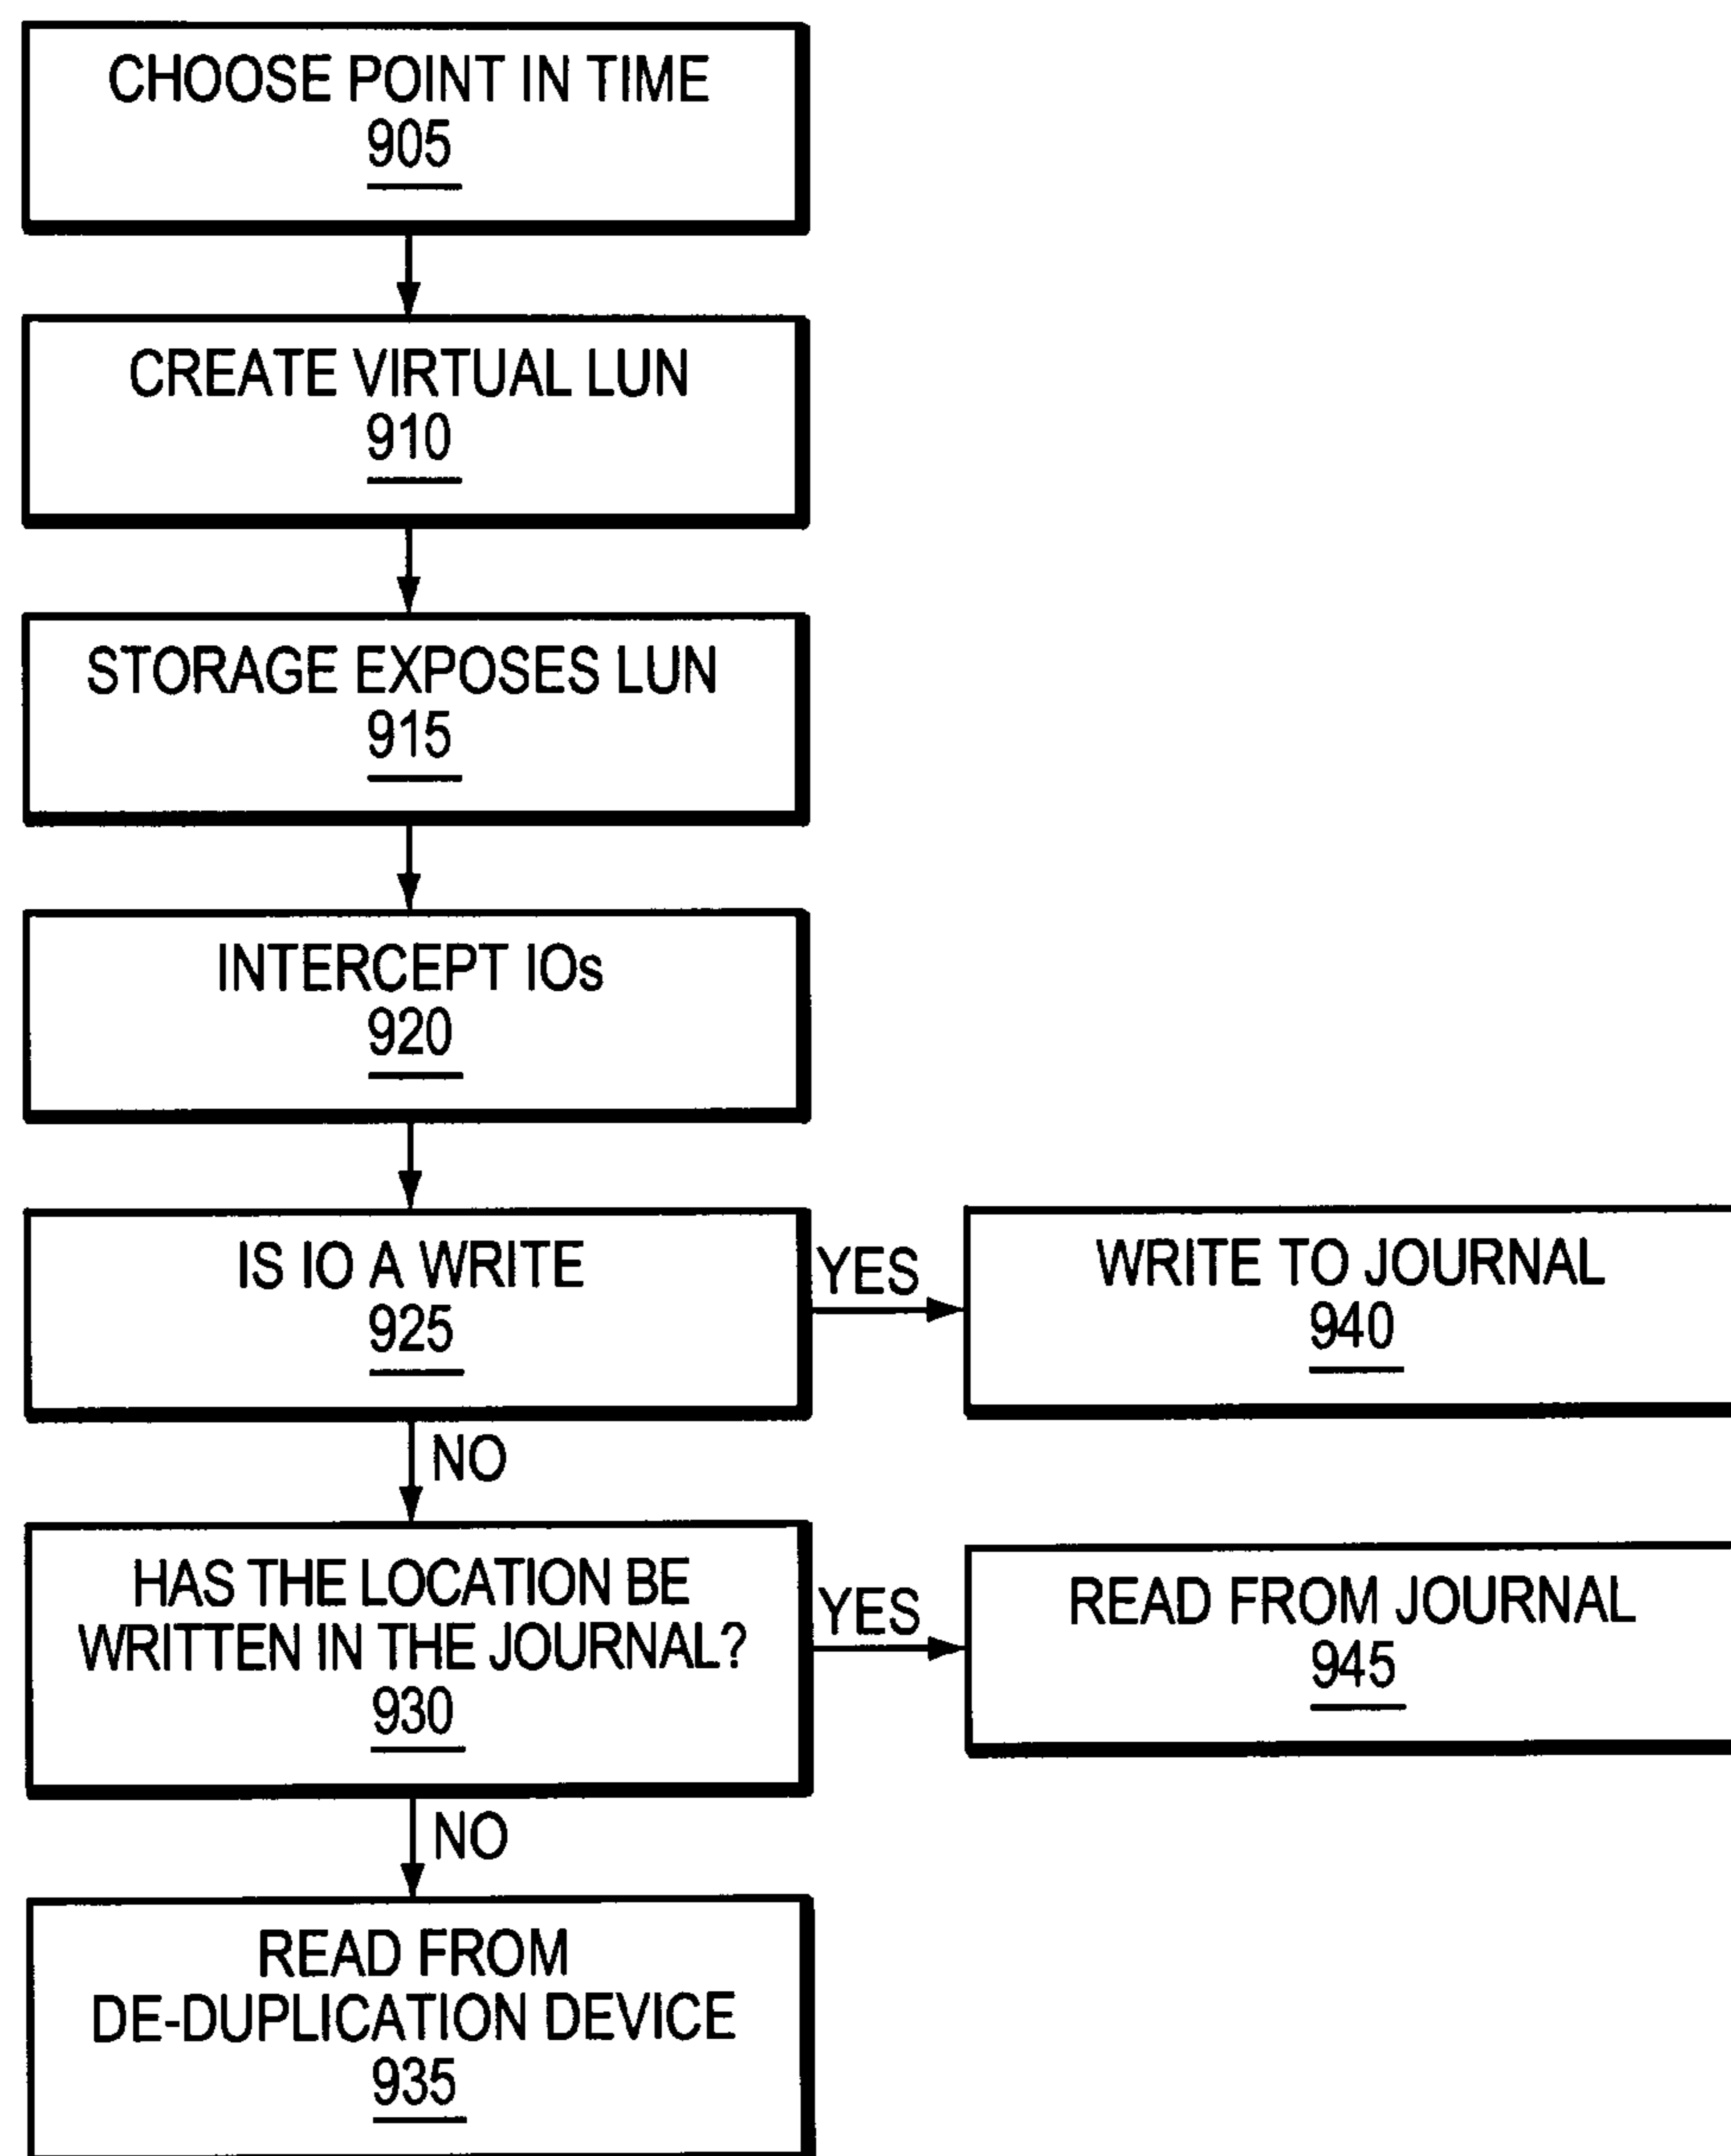 CHOOSE POINT IN TIME
905
CREATE VIRTUAL LUN
910
STORAGE EXPOSES LUN
915
INTERCEPT IOs
920
IS IO A WRITE
925
YES
WRITE TO JOURNAL
940
NO
HAS THE LOCATION BE
WRITTEN IN THE JOURNAL?
930
YES
READ FROM JOURNAL
945
NO
READ FROM
DE-DUPLICATION DEVICE
935